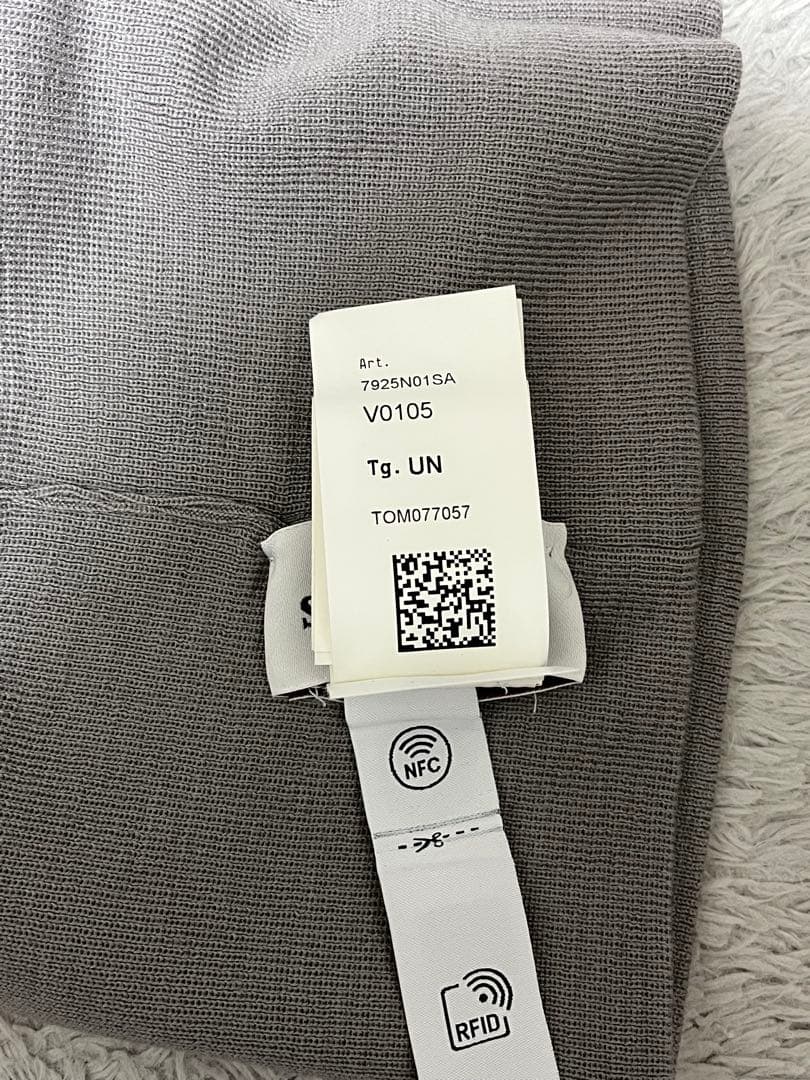 Art.
7925N01SA
V0105
Tg. UN
TOM077057
S
NFC
RFID